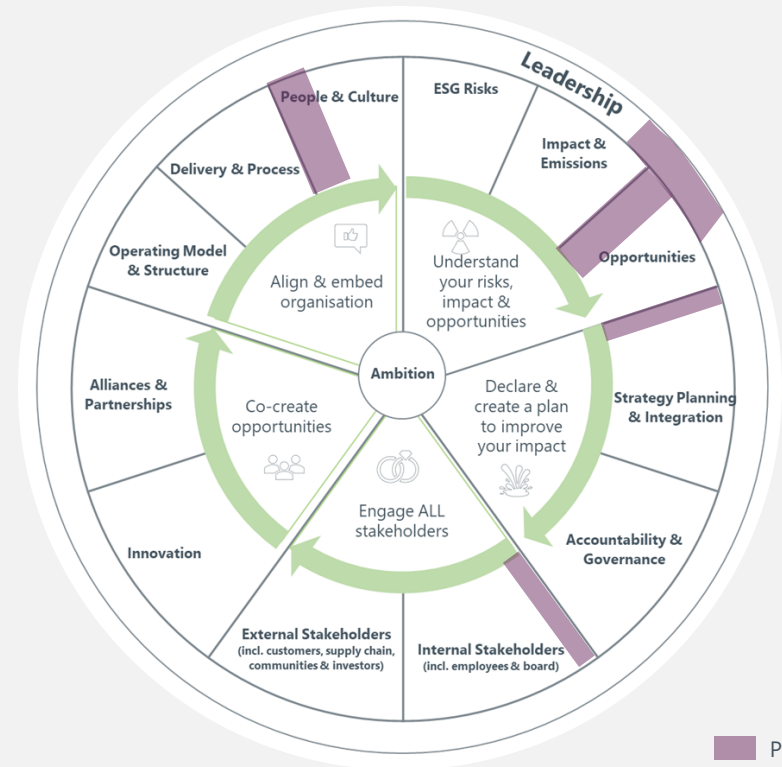 Leadership
ESG Risks
Impact &
Emissions
Opportunities
Strategy Planning
& Integration
Accountability &
Governance
Internal Stakeholders
(incl. employees & board)
External Stakeholders
(incl. customers, supply chain,
communities & investors)
Innovation
Alliances &
Partnerships
Operating Model
& Structure
Delivery & Process
People & Culture
Understand
your risks,
impact &
opportunities
Declare &
create a plan
to improve
your impact
Engage ALL
stakeholders
Co-create
opportunities
Align & embed
organisation
Ambition
P